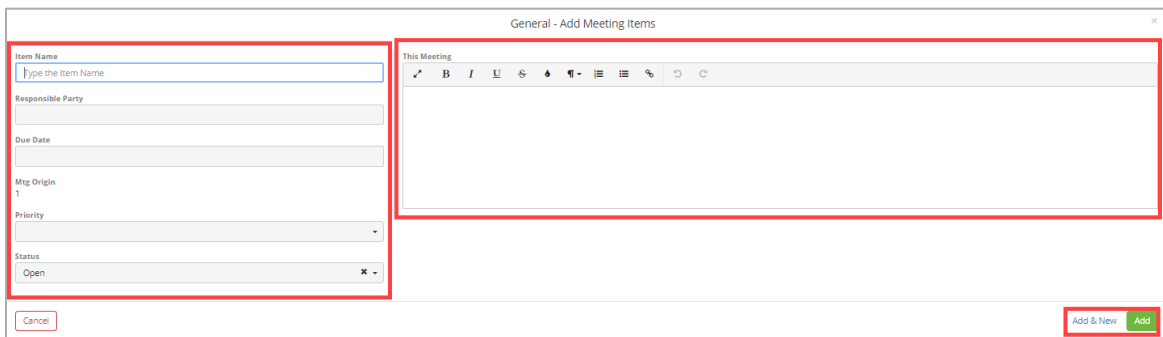 General - Add Meeting Items
Item Name
Type the Item Name
Responsible Party
Due Date
Mtg Origin
1
Priority
Status
Open
This Meeting
B I U S
Cancel
Add & New Add